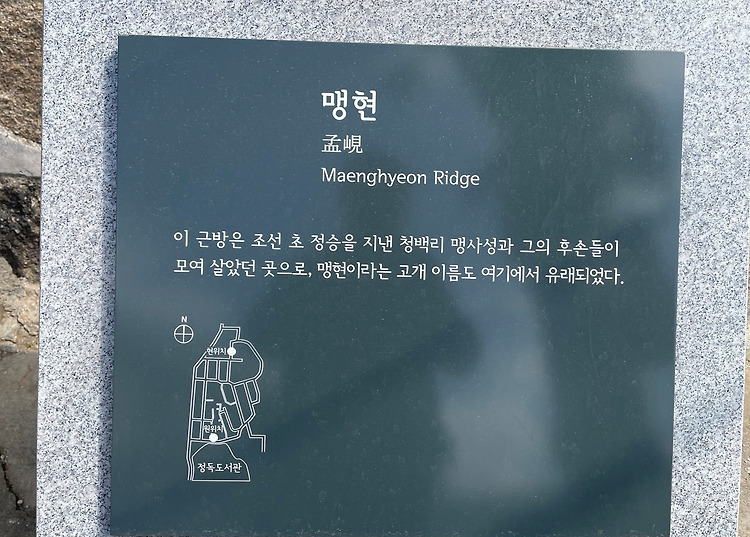 맹현
孟峴
Maenghyeon Ridge
이 근방은 조선 초 정승을 지낸 청백리 맹사성과 그의 후손들이
모여 살았던 곳으로, 맹현이라는 고개 이름도 여기에서 유래되었다.
N
현위치
원위치
정독도서관